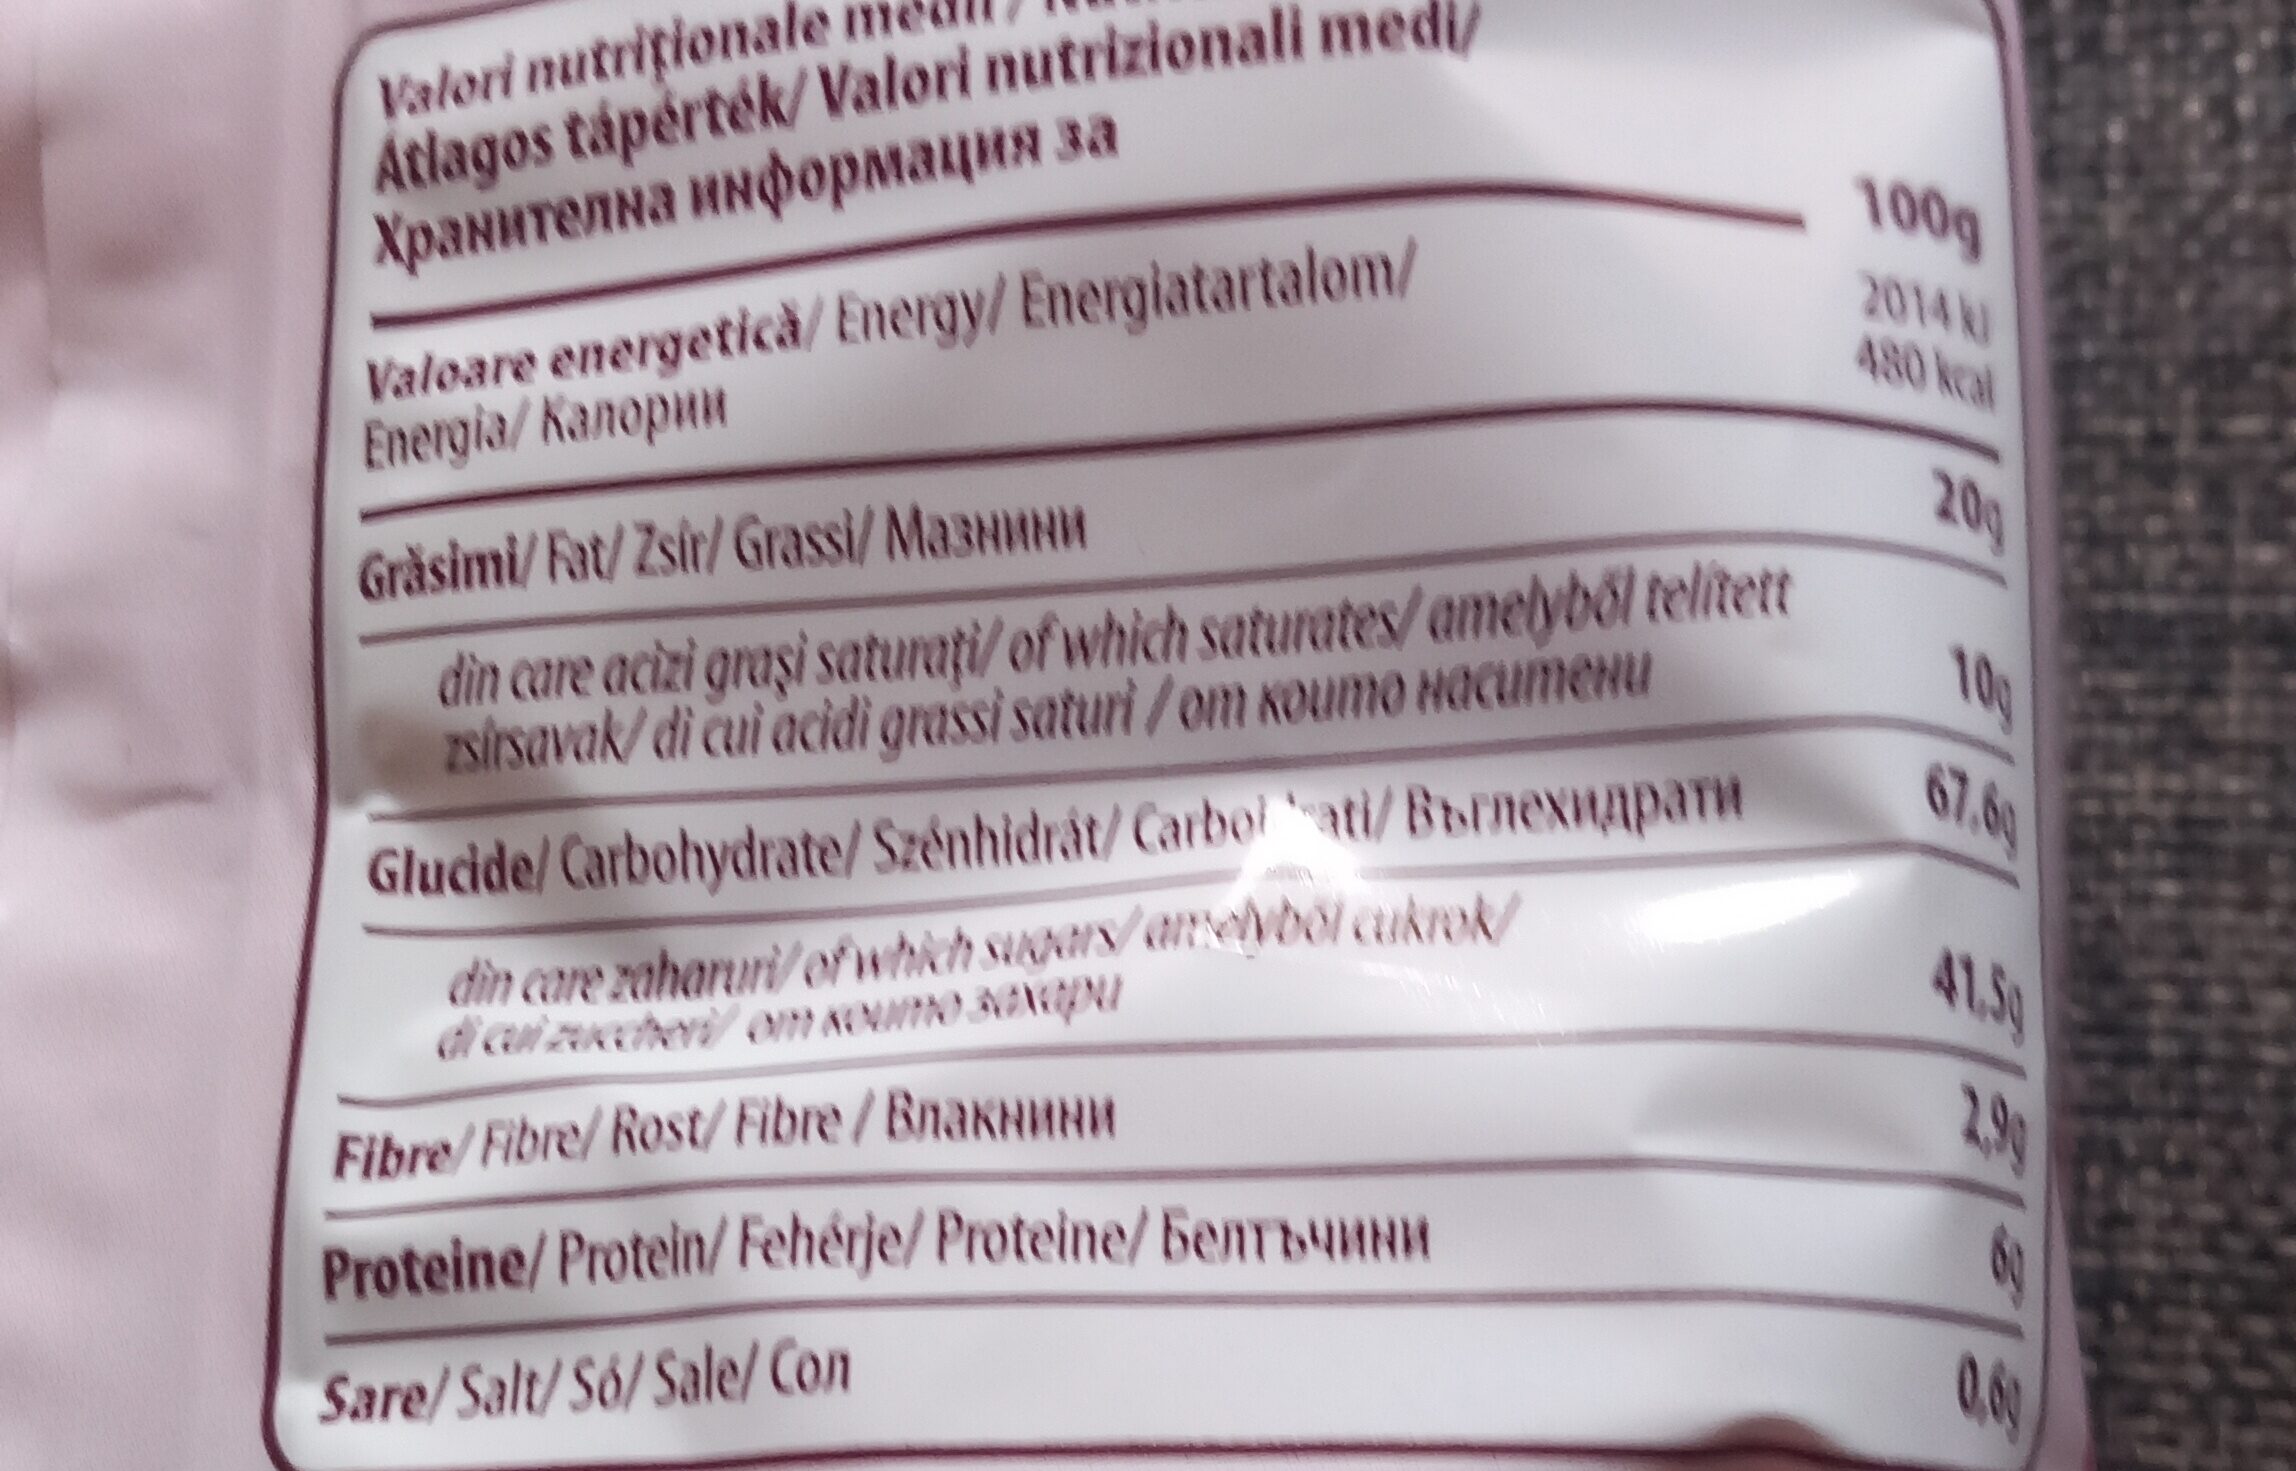 Valori nutriționale medii /
Átlagos tápérték/ Valori nutrizionali medi/
Хранителна информация за
100g
Valoare energetică/ Energy/ Energiatartalom/
Energia/ Калории
2014 kJ
480 kcal
Grăsimi/ Fat/ Zsír/ Grassi/ Мазнини
20g
din care acizi grași saturați/ of which saturates/ amelyből telített
zsírsavak/ di cui acidi grassi saturi / от които наситени
10g
Glucide/ Carbohydrate/ Szénhidrát/ Carboidrati/ Въглехидрати
67.6g
din care zaharuri/ of which sugars/ amelyből cukrok/
di cui zuccheri/ от които захари
41.5g
Fibre/ Fibre/ Rost/ Fibre / Влакнини
2,9g
Proteine/ Protein/ Fehérje/ Proteine/ Белтъчини
6g
Sare/ Salt/ Só/ Sale/ Сол
0,6g